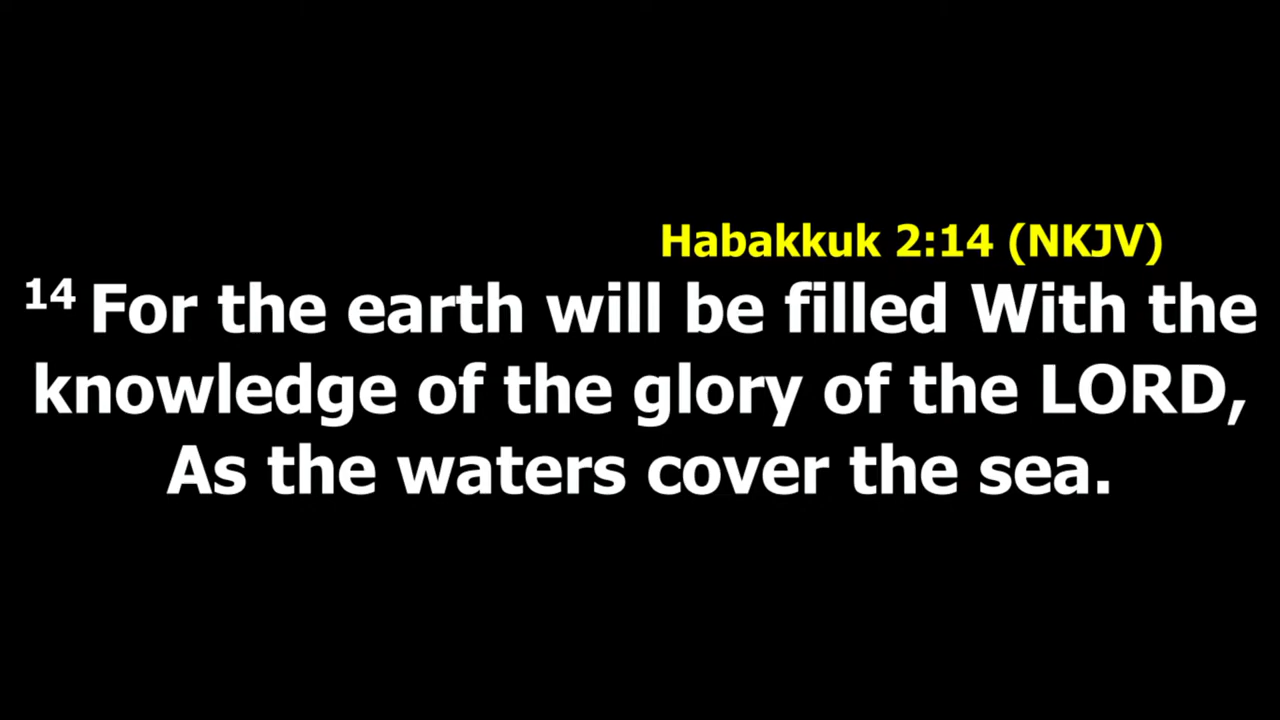 Habakkuk 2:14 (NKJV)
14 For the earth will be filled With the
knowledge of the glory of the LORD,
As the waters cover the sea.